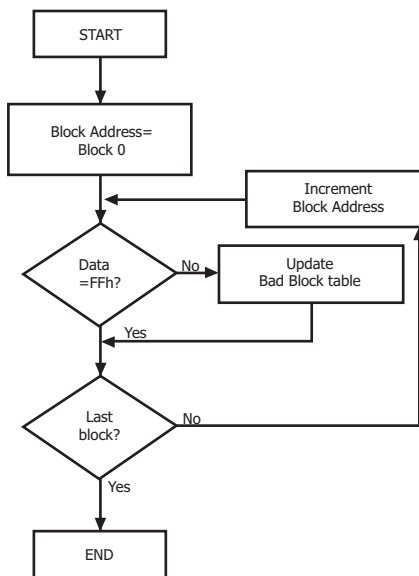 START
Block Address=
Block 0
Increment
Block Address
Data
=FFh?
No
Update
Bad Block table
Yes
Last
block?
No
Yes
END